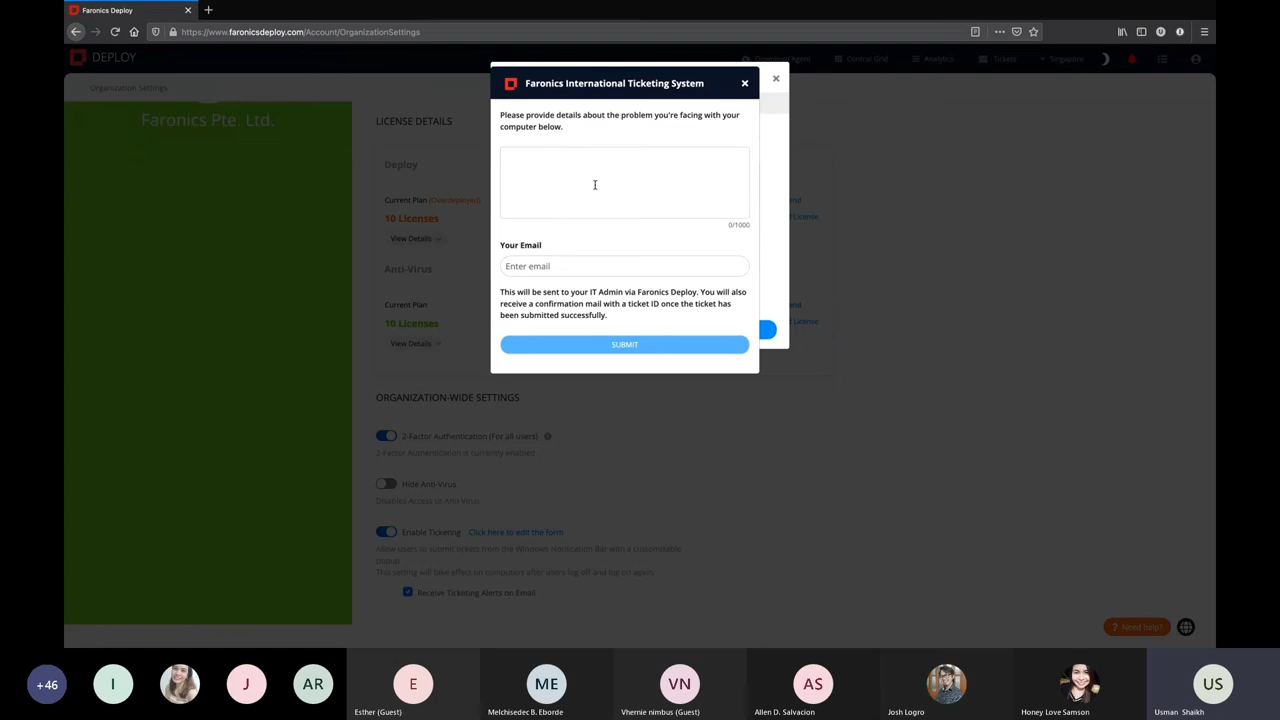 Faronics Deploy
https://www.faronicsdeploy.com/Account/OrganizationSettings
DEPLOY
Control Grid
Analytics
Tickets
Singapore
Organization Settings
Faronics Pte. Ltd.
LICENSE DETAILS
Deploy
Current Plan (Overdeployed)
10 Licenses
View Details
Anti-Virus
Current Plan
10 Licenses
View Details
Faronics International Ticketing System
Please provide details about the problem you're facing with your
computer below.
0/1000
Your Email
Enter email
This will be sent to your IT Admin via Faronics Deploy. You will also
receive a confirmation mail with a ticket ID once the ticket has
been submitted successfully.
SUBMIT
License
License
ORGANIZATION-WIDE SETTINGS
2-Factor Authentication (For all users)
2-Factor Authentication is currently enabled
Hide Anti-Virus
Disables Access to Anti-Virus
Enable Ticketing Click here to edit the form
Allow users to submit tickets from the Windows Notification Bar with a customizable
popup.
This setting will take effect on computers after users log off and log on again.
Receive Ticketing Alerts on Email
? Need help?
+46
I
J
AR
E
Esther (Guest)
ME
Melchisedec B. Eborde
VN
Vhernie nimbus (Guest)
AS
Allen D. Salvacion
Josh Logro
Honey Love Samson
US
Usman Shaikh